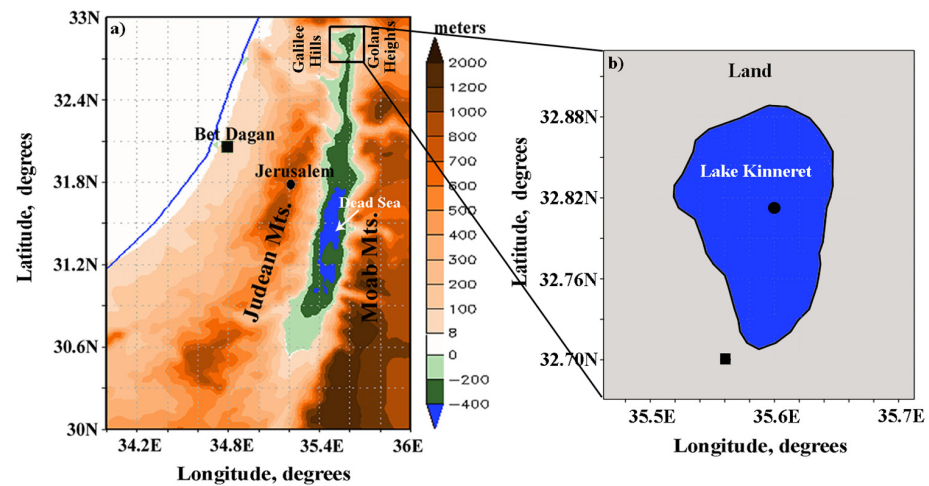 a)
33N
32.4N
31.8N
31.2N
30.6N
30N
Latitude, degrees
34.2E
34.8E
35.4E
36E
Longitude, degrees
Galilee
Hills
Golan
Heights
Bet Dagan
Jerusalem
Dead Sea
Judean Mts.
Moab Mts.
meters
2000
1200
1000
800
700
600
500
400
300
200
100
8
0
−200
−400
b)
Land
Lake Kinneret
32.88N
32.82N
32.76N
32.70N
Latitude, degrees
35.5E
35.6E
35.7E
Longitude, degrees